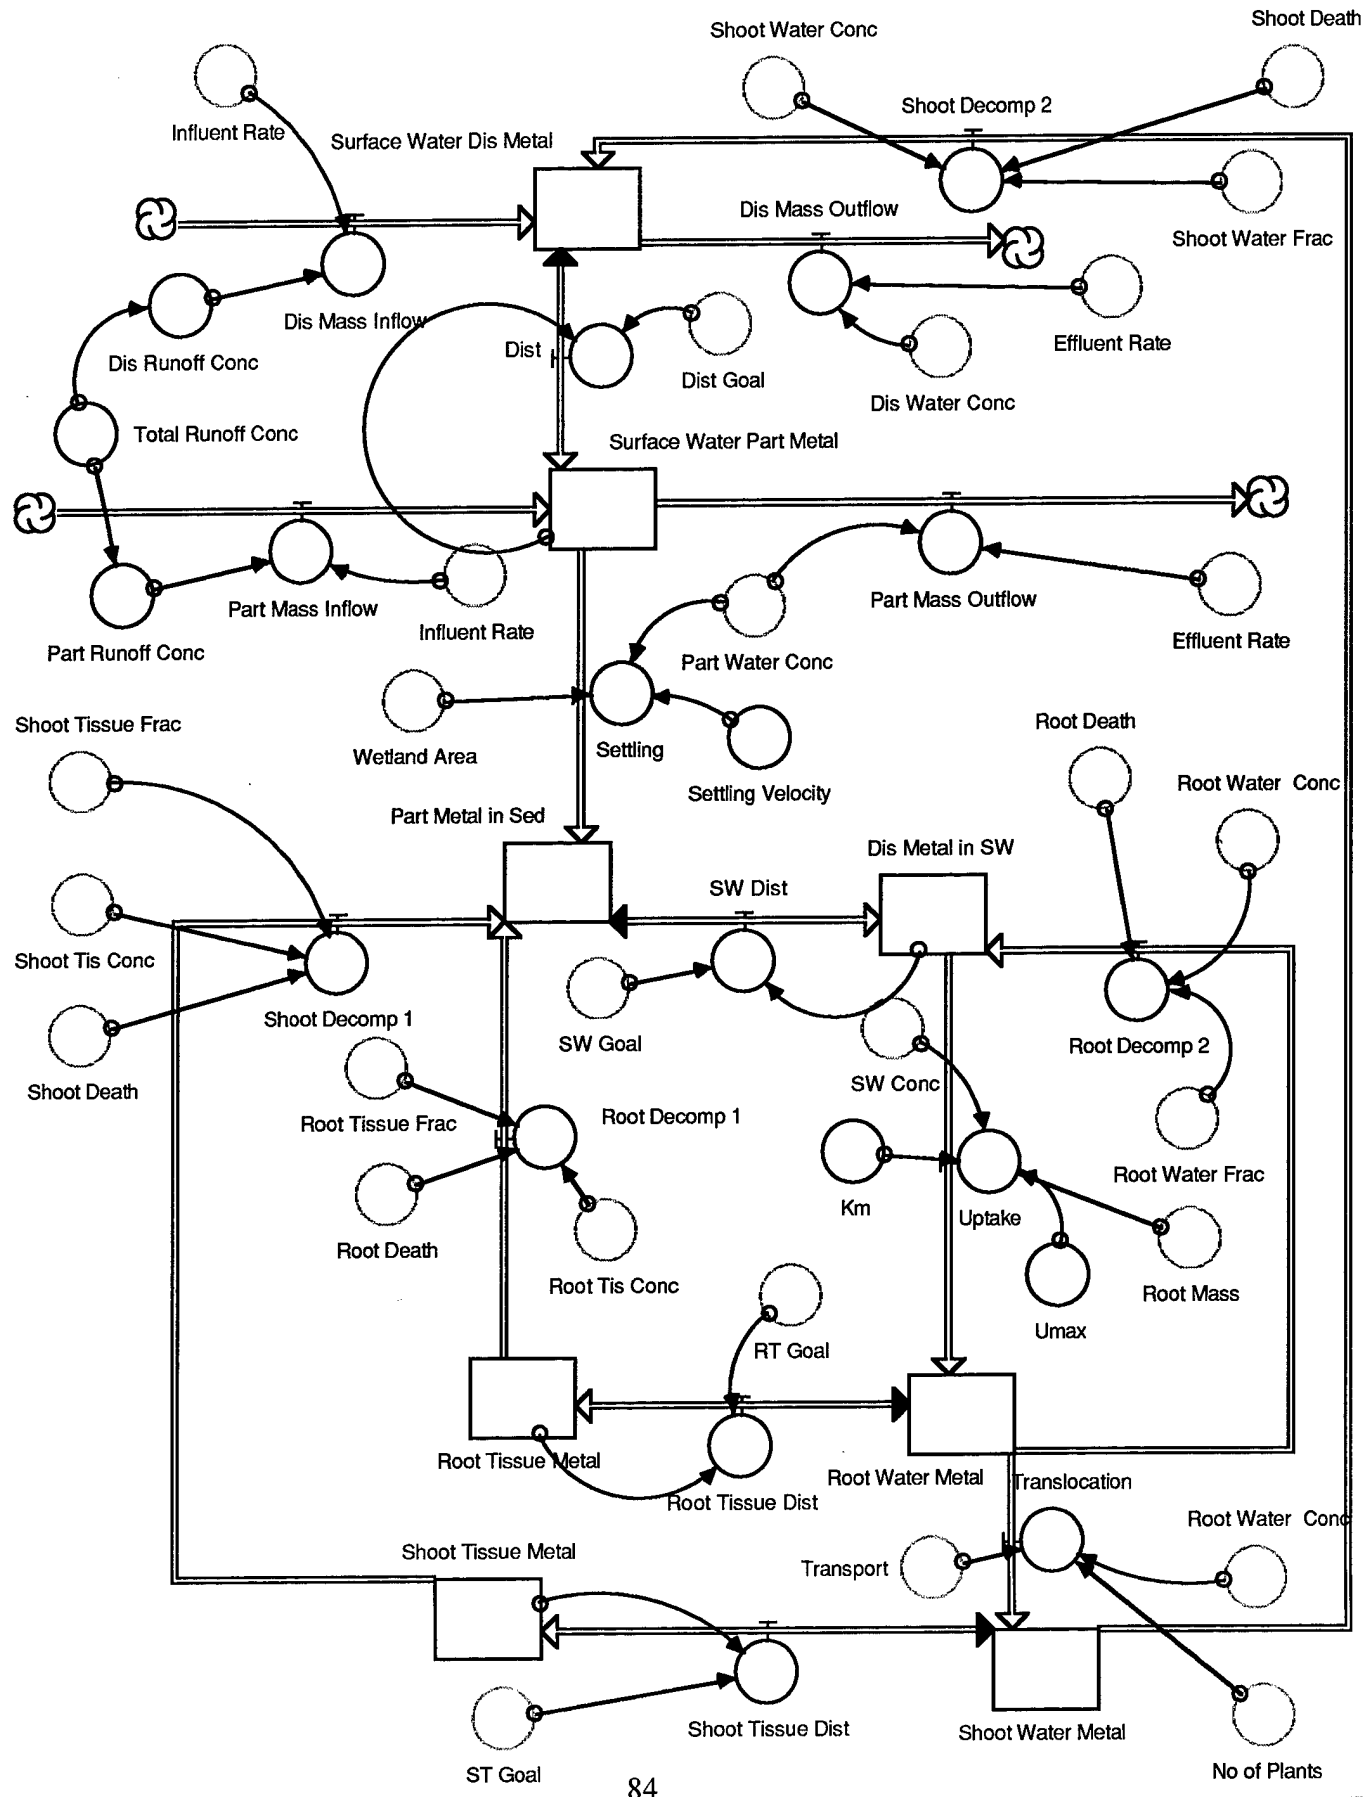 Shoot Death
Shoot Water Conc
Shoot Decomp 2
Influent Rate
Surface Water Dis Metal
Dis Mass Outflow
Shoot Water Frac
Dis Mass Inflow
Effluent Rate
Dist
Dis Runoff Conc
Dist Goal
Dis Water Conc
Total Runoff Conc
Surface Water Part Metal
Part Mass Inflow
Part Mass Outflow
Influent Rate
Effluent Rate
Part Runoff Conc
Part Water Conc
Shoot Tissue Frac
Root Death
Wetland Area
Settling
Root Water Conc
Settling Velocity
Part Metal in Sed
Dis Metal in SW
SW Dist
Shoot Tis Conc
Shoot Decomp 1
SW Goal
Root Decomp 2
SW Conc
Shoot Death
Root Tissue Frac
Root Decomp 1
Root Water Frac
Km
Uptake
Root Death
Root Tis Conc
Root Mass
Umax
RT Goal
Root Tissue Metal
Root Water Metal
Translocation
Root Tissue Dist
Root Water Conc
Shoot Tissue Metal
Transport
Shoot Tissue Dist
Shoot Water Metal
ST Goal
No of Plants
84